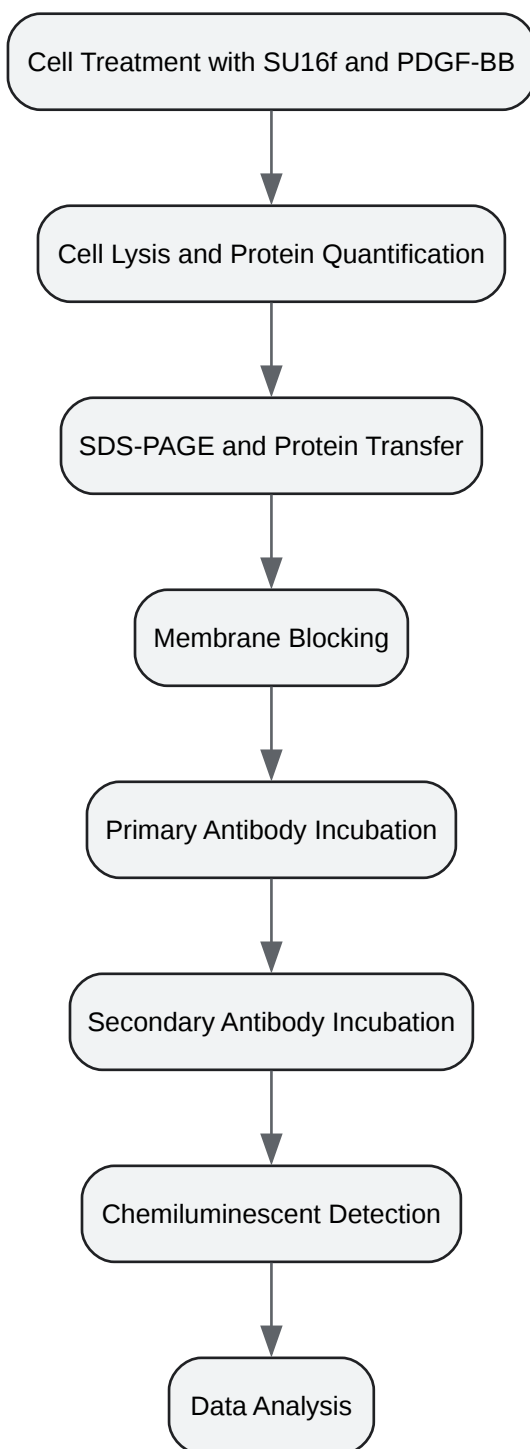 Cell Treatment with SU16f and PDGF-BB
Cell Lysis and Protein Quantification
SDS-PAGE and Protein Transfer
Membrane Blocking
Primary Antibody Incubation
Secondary Antibody Incubation
Chemiluminescent Detection
Data Analysis